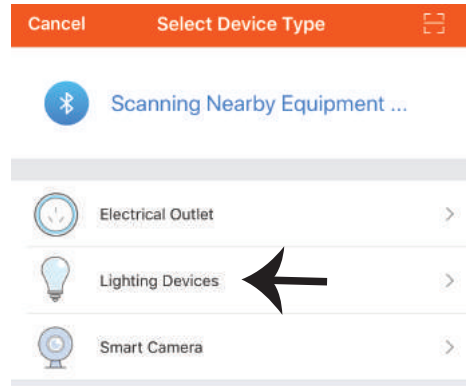 Cancel Select Device Type
Scanning Nearby Equipment ...
Electrical Outlet
Lighting Devices
Smart Camera